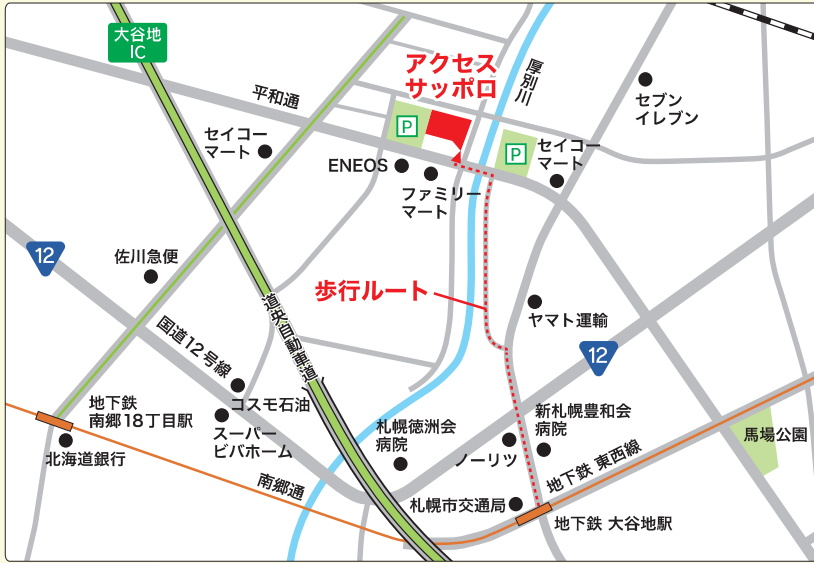 大谷地
IC
アクセス
サッポロ
厚別川
平和通
セブン
イレブン
P
セイコー
マート
セイコー
マート
P
ENEOS
ファミリー
マート
12
佐川急便
歩行ルート
道央自動車道
ヤマト運輸
国道12号線
12
コスモ石油
地下鉄
南郷18丁目駅
スーパー
ビバホーム
札幌徳洲会
病院
新札幌豊和会
病院
馬場公園
北海道銀行
ノーリツ
地下鉄 東西線
南郷通
札幌市交通局
地下鉄 大谷地駅